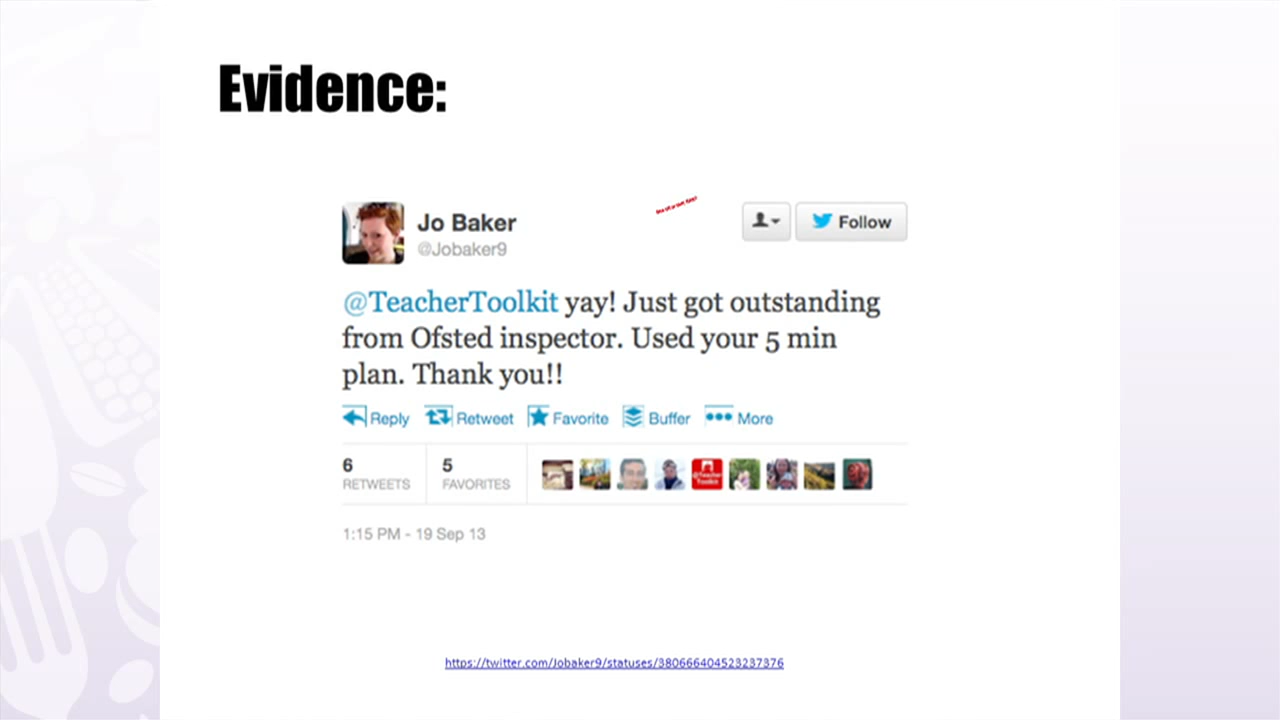 Evidence:
Jo Baker
@Jobaker9
Follow
@TeacherToolkit yay! Just got outstanding
from Ofsted inspector. Used your 5 min
plan. Thank you!!
Reply Retweet Favorite Buffer More
6 RETWEETS 5 FAVORITES
@Teacher
Toolkit
1:15 PM - 19 Sep 13
https://twitter.com/Jobaker9/statuses/380666404523237376